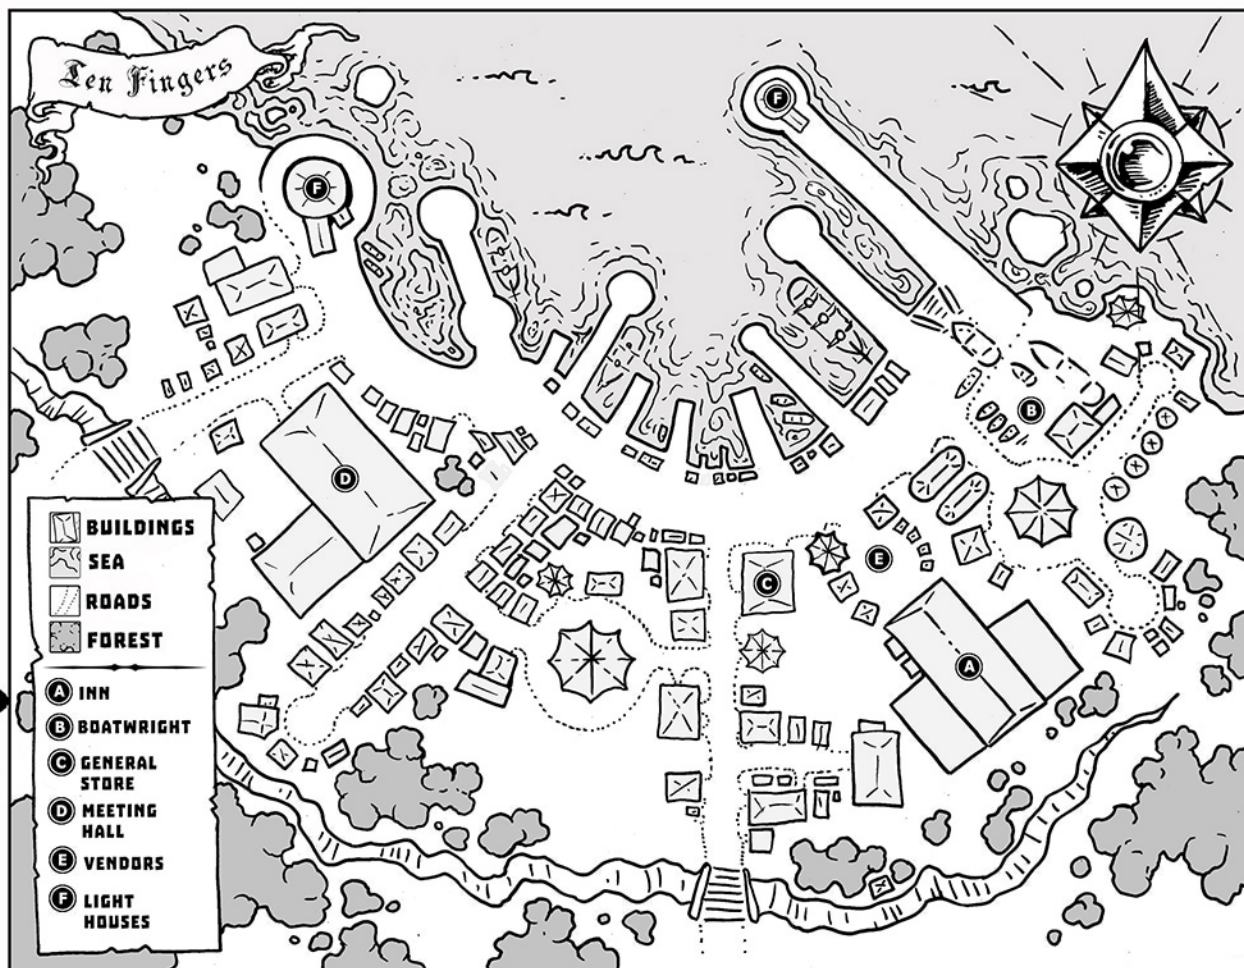 Ten Fingers
F
F
B
D
E
C
A
BUILDINGS
SEA
ROADS
FOREST
A INN
B BOATWRIGHT
C GENERAL
STORE
D MEETING
HALL
E VENDORS
F LIGHT
HOUSES